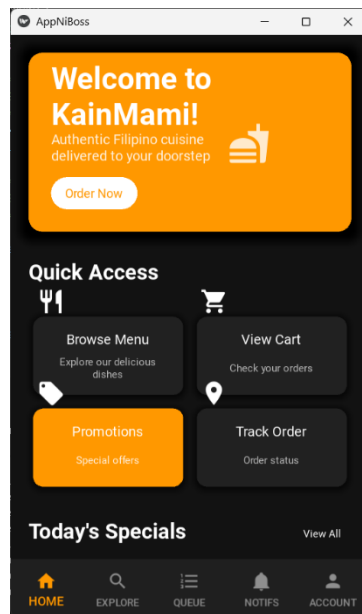 AppNiBoss
Welcome to
KainMami!
Authentic Filipino cuisine
delivered to your doorstep
Order Now
Quick Access
Browse Menu
Explore our delicious
dishes
View Cart
Check your orders
Promotions
Special offers
Track Order
Order status
Today's Specials
View All
HOME
EXPLORE
QUEUE
NOTIFS
ACCOUNT